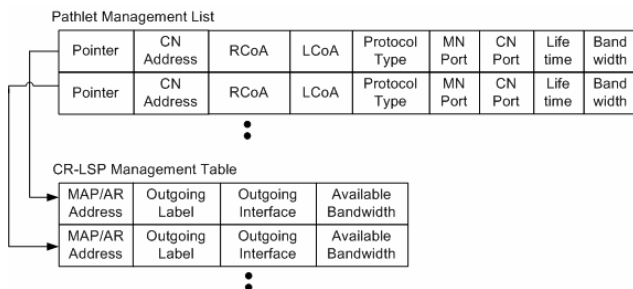 Pathlet Management List
Pointer CN Address RCoA LCoA Protocol Type MN Port CN Port Life time Band width
Pointer CN Address RCoA LCoA Protocol Type MN Port CN Port Life time Band width
CR-LSP Management Table
MAP/AR Address Outgoing Label Outgoing Interface Available Bandwidth
MAP/AR Address Outgoing Label Outgoing Interface Available Bandwidth